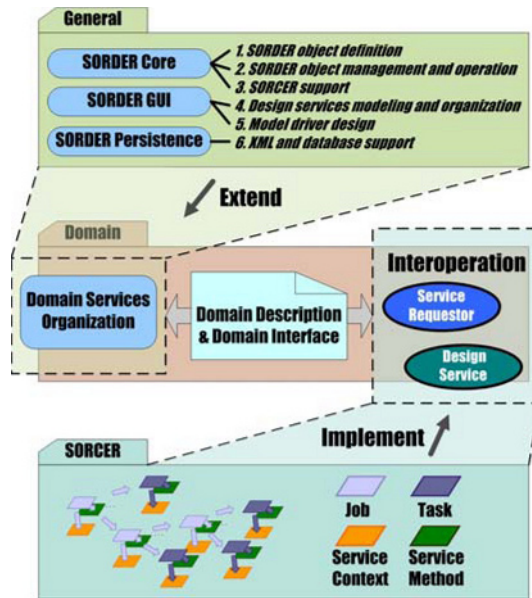 General
SORDER Core
SORDER GUI
SORDER Persistence
1. SORDER object definition
2. SORDER object management and operation
3. SORCER support
4. Design services modeling and organization
5. Model driver design
6. XML and database support
Extend
Domain
Domain Services
Organization
Domain Description
& Domain Interface
Interoperation
Service
Requestor
Design
Service
Implement
SORCER
Job
Task
Service
Context
Service
Method